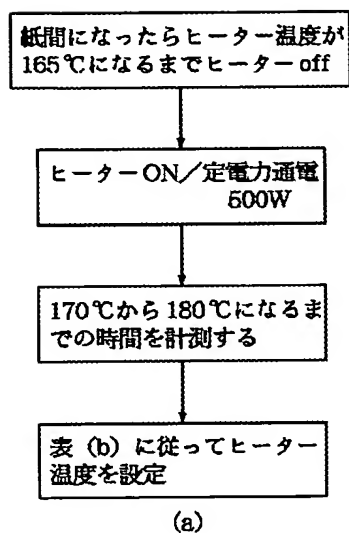 紙間になったらヒーター温度が
165℃になるまでヒーターoff
ヒーターON／定電力通電
500W
170℃から180℃になるま
での時間を計測する
表（b）に従ってヒーター
温度を設定
(a)